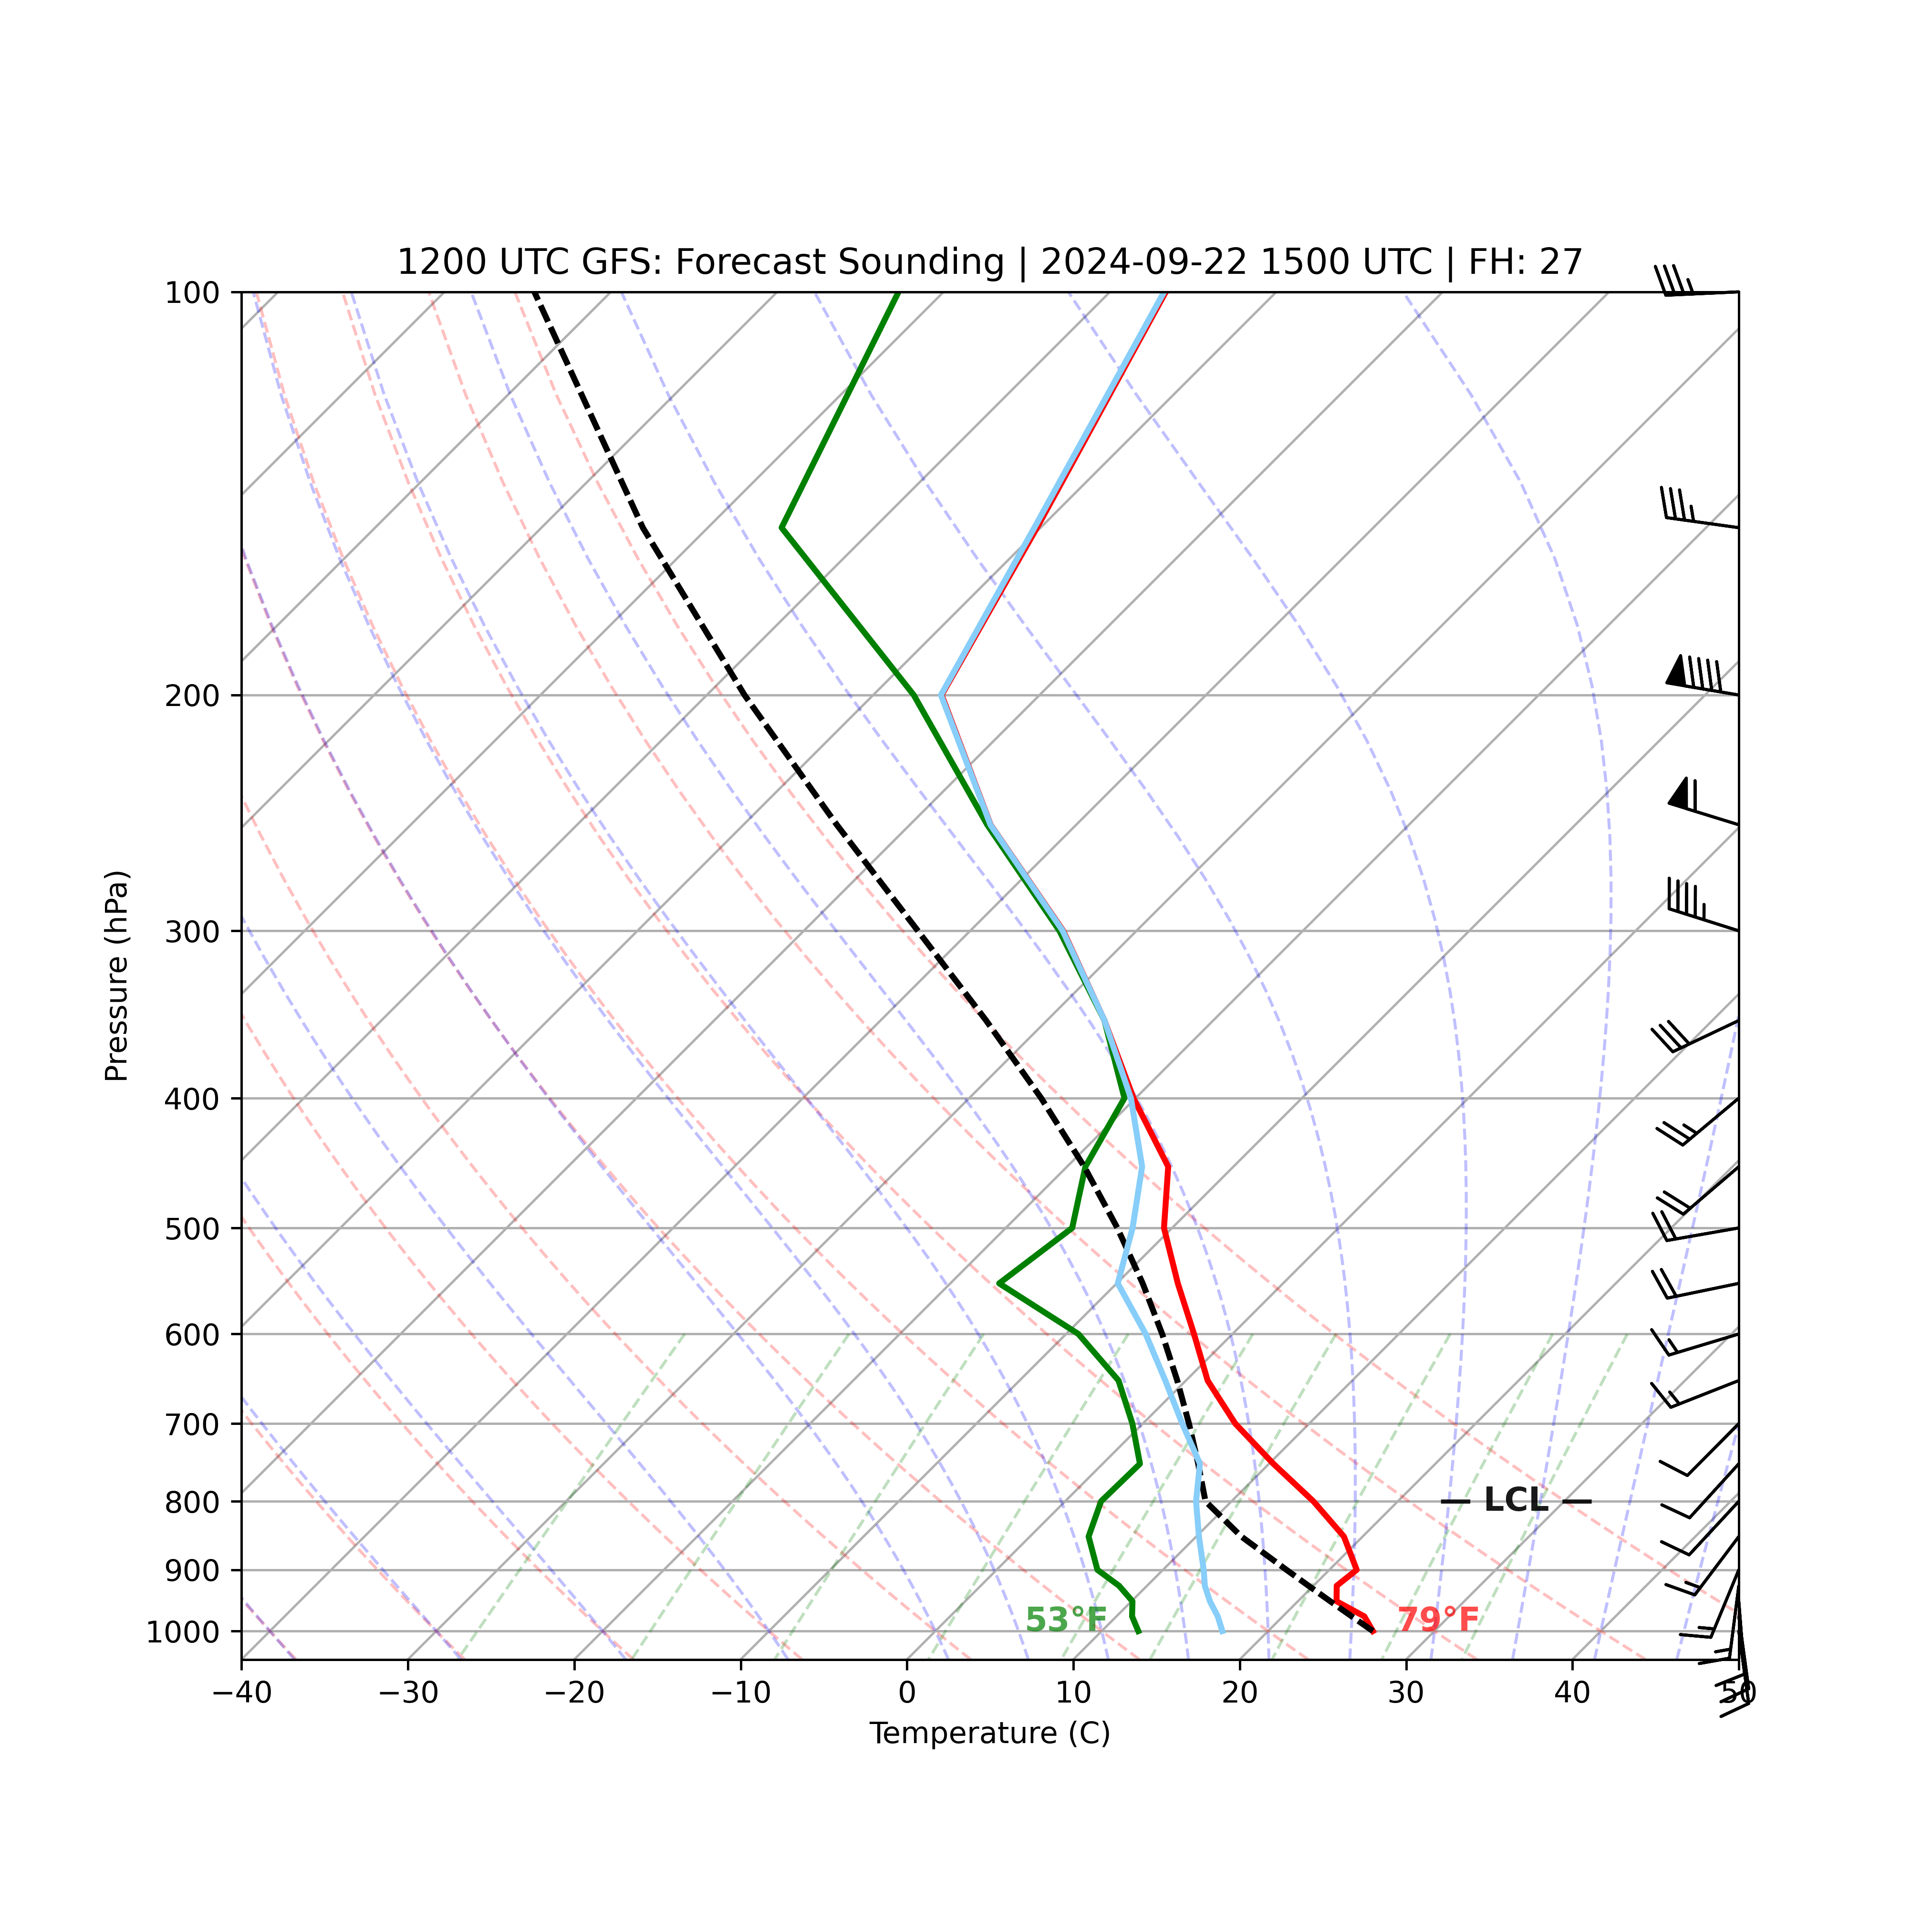 1200 UTC GFS: Forecast Sounding | 2024-09-22 1500 UTC | FH: 27
100
200
300
400
500
600
700
800
900
1000
Pressure (hPa)
LCL
53°F
79°F
−40 −30 −20 −10 0 10 20 30 40 50
Temperature (C)